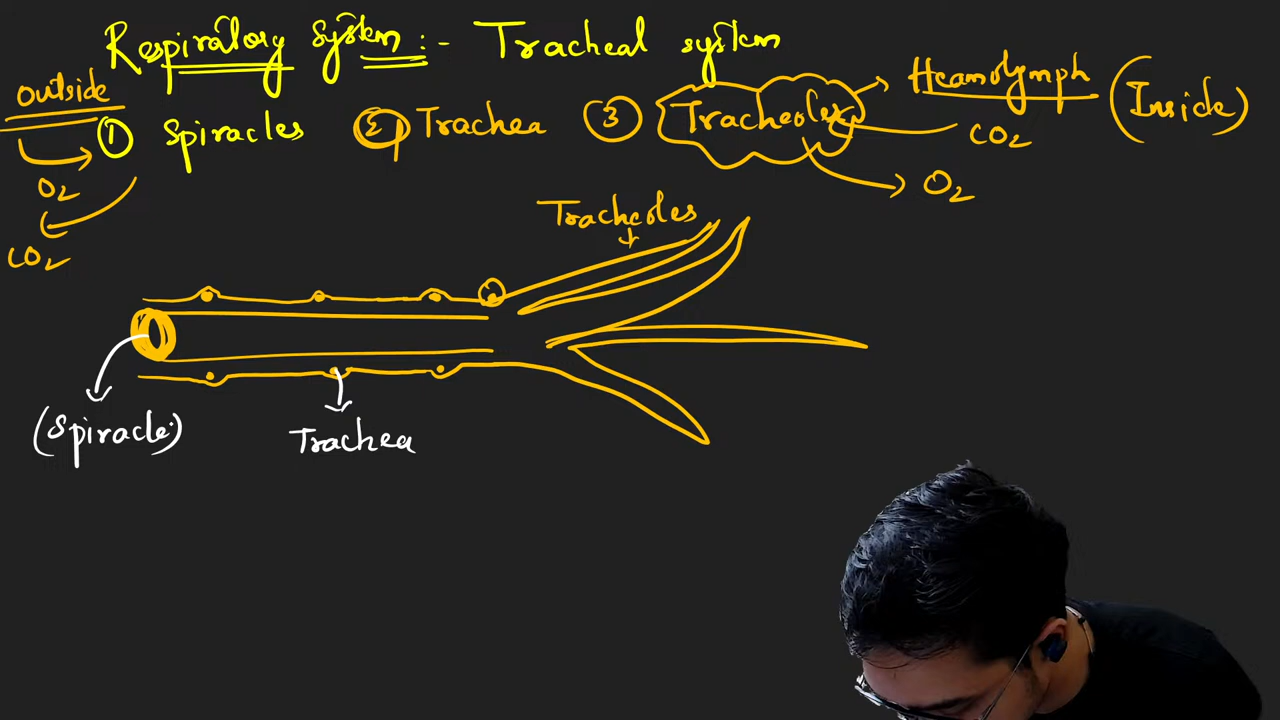 Respiratory system :- Tracheal system
outside
① Spiracles ② Trachea ③ Tracheoles Heamolymph (Inside)
O₂ CO₂
CO₂ O₂
Tracheoles
(Spiracle) Trachea